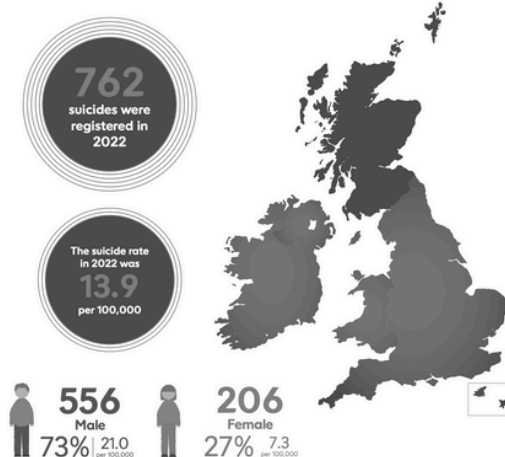 762
suicides were
registered in
2022
The suicide rate
in 2022 was
13.9
per 100,000
556
Male
73% 21.0
per 100,000
206
Female
27% 7.3
per 100,000